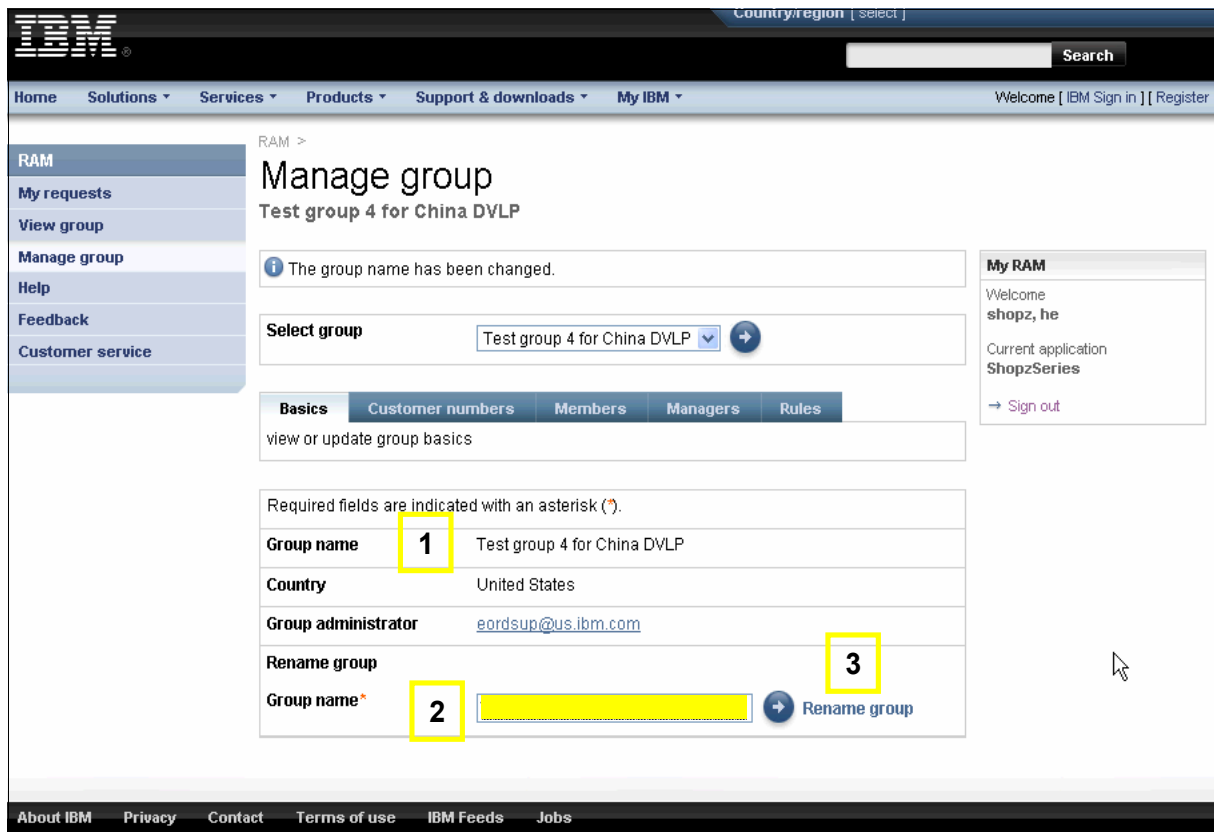 Country/region [ select ]
IBM ®
Search
Home Solutions Services Products Support & downloads My IBM Welcome [ IBM Sign in ] [ Register
RAM
My requests
View group
Manage group
Help
Feedback
Customer service
RAM >
Manage group
Test group 4 for China DVLP
The group name has been changed.
Select group Test group 4 for China DVLP
Basics Customer numbers Members Managers Rules
view or update group basics
Required fields are indicated with an asterisk (*).
Group name 1 Test group 4 for China DVLP
Country United States
Group administrator eordsup@us.ibm.com
Rename group 3
Group name* 2 Rename group
My RAM
Welcome
shopz, he
Current application
ShopzSeries
→ Sign out
About IBM Privacy Contact Terms of use IBM Feeds Jobs